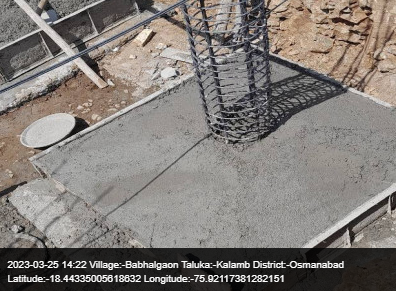 2023-03-25 14:22 Village:-Babhalgaon Taluka:-Kalamb District:-Osmanabad
Latitude:-18.44335005618632 Longitude:-75.92117381282151